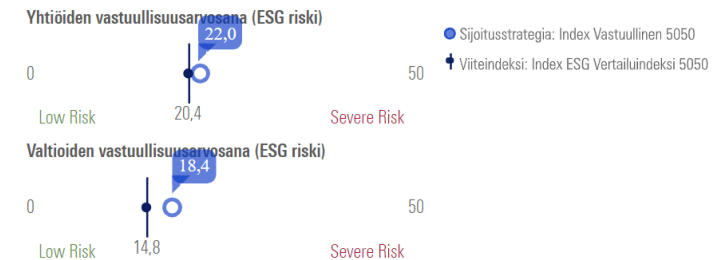 Yhtiöiden vastuullisuusarvosana (ESG riski)
22,0
Sijoitusstrategia: Index Vastuullinen 5050
Viiteindeksi: Index ESG Vertailuindeksi 5050
0
50
20,4
Low Risk
Severe Risk
Valtioiden vastuullisuusarvosana (ESG riski)
18,4
0
50
14,8
Low Risk
Severe Risk